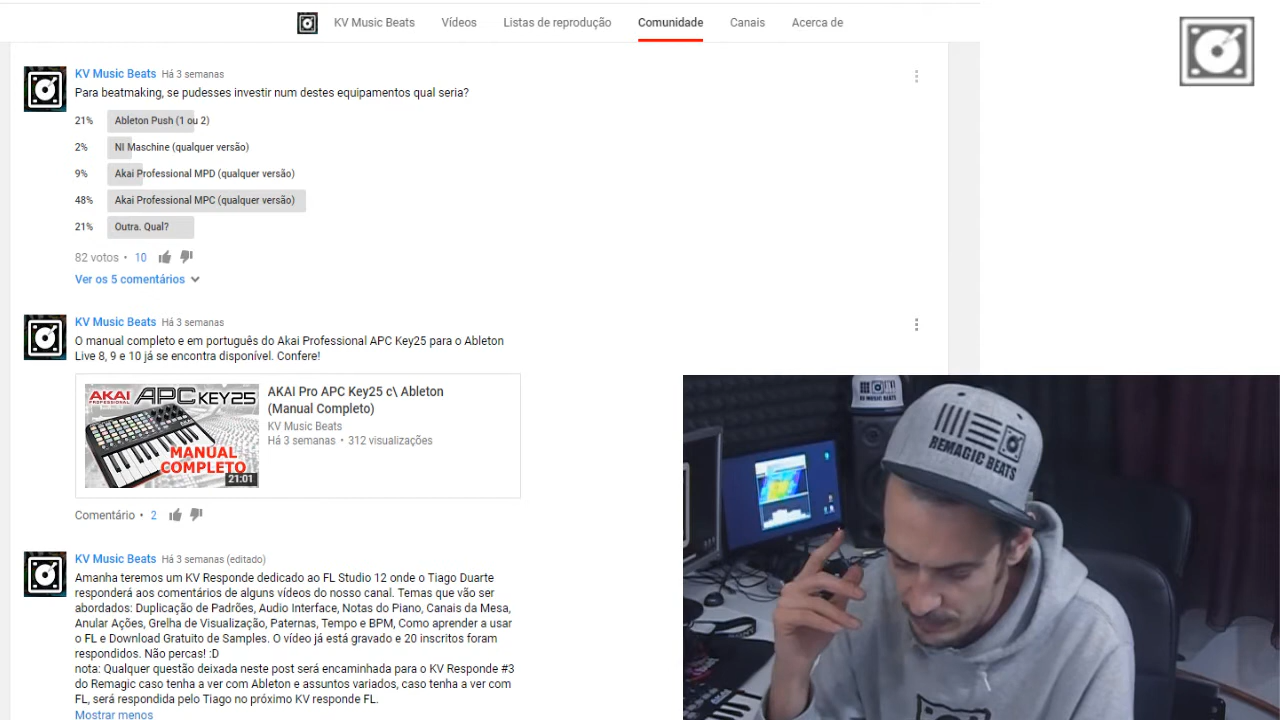 KV Music Beats Vídeos Listas de reprodução Comunidade Canais Acerca de
KV Music Beats Há 3 semanas
Para beatmaking, se pudesses investir num destes equipamentos qual seria?
21% Ableton Push (1 ou 2)
2% NI Maschine (qualquer versão)
9% Akai Professional MPD (qualquer versão)
48% Akai Professional MPC (qualquer versão)
21% Outra. Qual?
82 votos • 10
Ver os 5 comentários
KV Music Beats Há 3 semanas
O manual completo e em português do Akai Professional APC Key25 para o Ableton
Live 8, 9 e 10 já se encontra disponível. Confere!
AKAI PROFESSIONAL APC KEY25
MANUAL
COMPLETO
21:01
AKAI Pro APC Key25 c\ Ableton
(Manual Completo)
KV Music Beats
Há 3 semanas • 312 visualizações
Comentário • 2
KV Music Beats Há 3 semanas (editado)
Amanha teremos um KV Responde dedicado ao FL Studio 12 onde o Tiago Duarte
responderá aos comentários de alguns vídeos do nosso canal. Temas que vão ser
abordados: Duplicação de Padrões, Audio Interface, Notas do Piano, Canais da Mesa,
Anular Ações, Grelha de Visualização, Paternas, Tempo e BPM, Como aprender a usar
o FL e Download Gratuito de Samples. O vídeo já está gravado e 20 inscritos foram
respondidos. Não percas! :D
nota: Qualquer questão deixada neste post será encaminhada para o KV Responde #3
do Remagic caso tenha a ver com Ableton e assuntos variados, caso tenha a ver com
FL, será respondida pelo Tiago no próximo KV responde FL.
Mostrar menos
KV MUSIC BEATS
REMAGIC BEATS